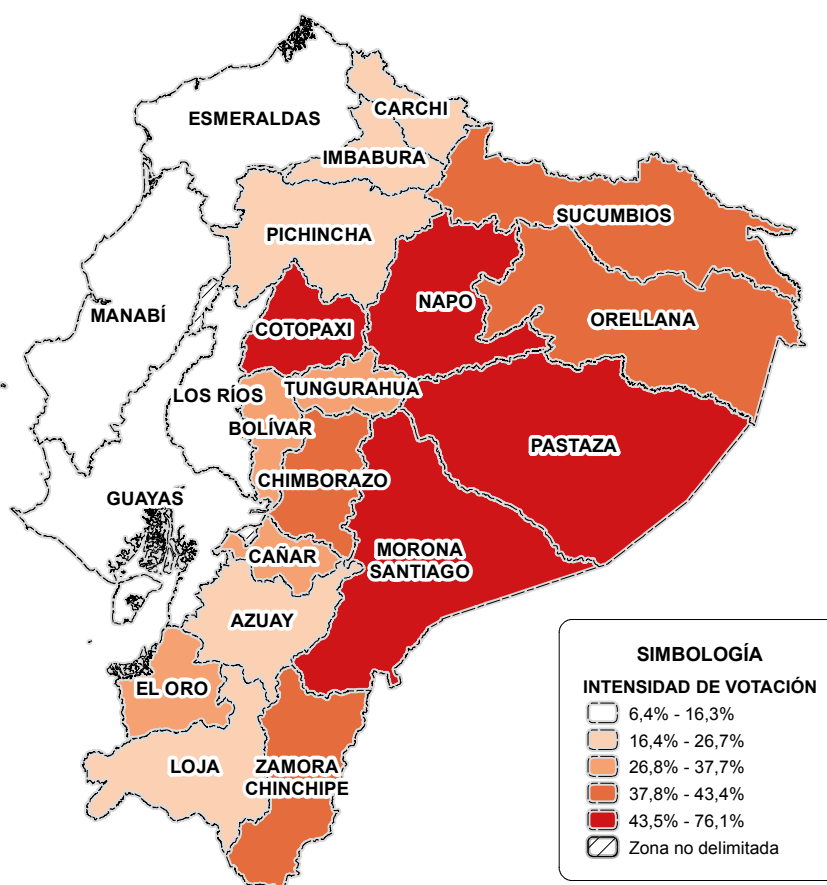 CARCHI
ESMERALDAS
IMBABURA
SUCUMBIOS
PICHINCHA
NAPO
MANABÍ
ORELLANA
COTOPAXI
TUNGURAHUA
LOS RÍOS
BOLÍVAR
PASTAZA
CHIMBORAZO
GUAYAS
CAÑAR
MORONA
SANTIAGO
AZUAY
EL ORO
LOJA
ZAMORA
CHINCHIPE
SIMBOLOGÍA
INTENSIDAD DE VOTACIÓN
6,4% - 16,3%
16,4% - 26,7%
26,8% - 37,7%
37,8% - 43,4%
43,5% - 76,1%
Zona no delimitada